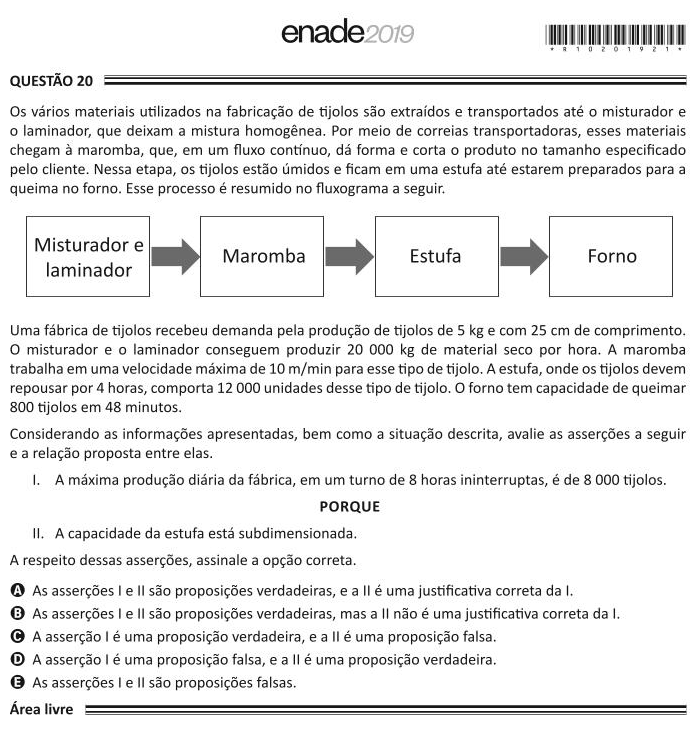 enade2019
*R1020192​1*
QUESTÃO 20
Os vários materiais utilizados na fabricação de tijolos são extraídos e transportados até o misturador e
o laminador, que deixam a mistura homogênea. Por meio de correias transportadoras, esses materiais
chegam à maromba, que, em um fluxo contínuo, dá forma e corta o produto no tamanho especificado
pelo cliente. Nessa etapa, os tijolos estão úmidos e ficam em uma estufa até estarem preparados para a
queima no forno. Esse processo é resumido no fluxograma a seguir.
Misturador e
laminador
Maromba
Estufa
Forno
Uma fábrica de tijolos recebeu demanda pela produção de tijolos de 5 kg e com 25 cm de comprimento.
O misturador e o laminador conseguem produzir 20 000 kg de material seco por hora. A maromba
trabalha em uma velocidade máxima de 10 m/min para esse tipo de tijolo. A estufa, onde os tijolos devem
repousar por 4 horas, comporta 12 000 unidades desse tipo de tijolo. O forno tem capacidade de queimar
800 tijolos em 48 minutos.
Considerando as informações apresentadas, bem como a situação descrita, avalie as asserções a seguir
e a relação proposta entre elas.
I. A máxima produção diária da fábrica, em um turno de 8 horas ininterruptas, é de 8 000 tijolos.
PORQUE
II. A capacidade da estufa está subdimensionada.
A respeito dessas asserções, assinale a opção correta.
A As asserções I e II são proposições verdadeiras, e a II é uma justificativa correta da I.
B As asserções I e II são proposições verdadeiras, mas a II não é uma justificativa correta da I.
C A asserção I é uma proposição verdadeira, e a II é uma proposição falsa.
D A asserção I é uma proposição falsa, e a II é uma proposição verdadeira.
E As asserções I e II são proposições falsas.
Área livre